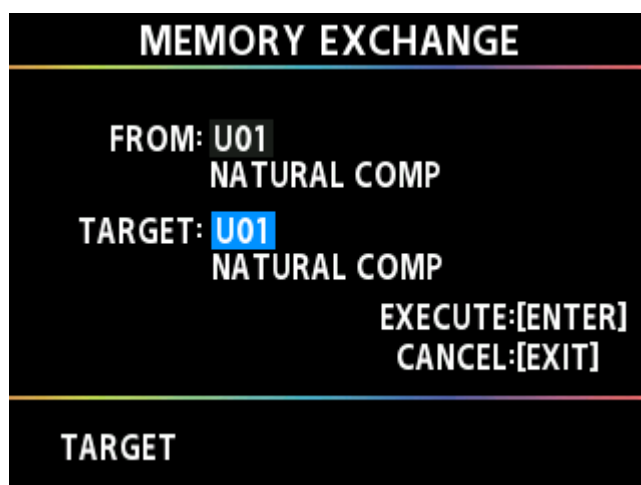 MEMORY EXCHANGE
FROM: U01
NATURAL COMP
TARGET: U01
NATURAL COMP
EXECUTE:[ENTER]
CANCEL:[EXIT]
TARGET